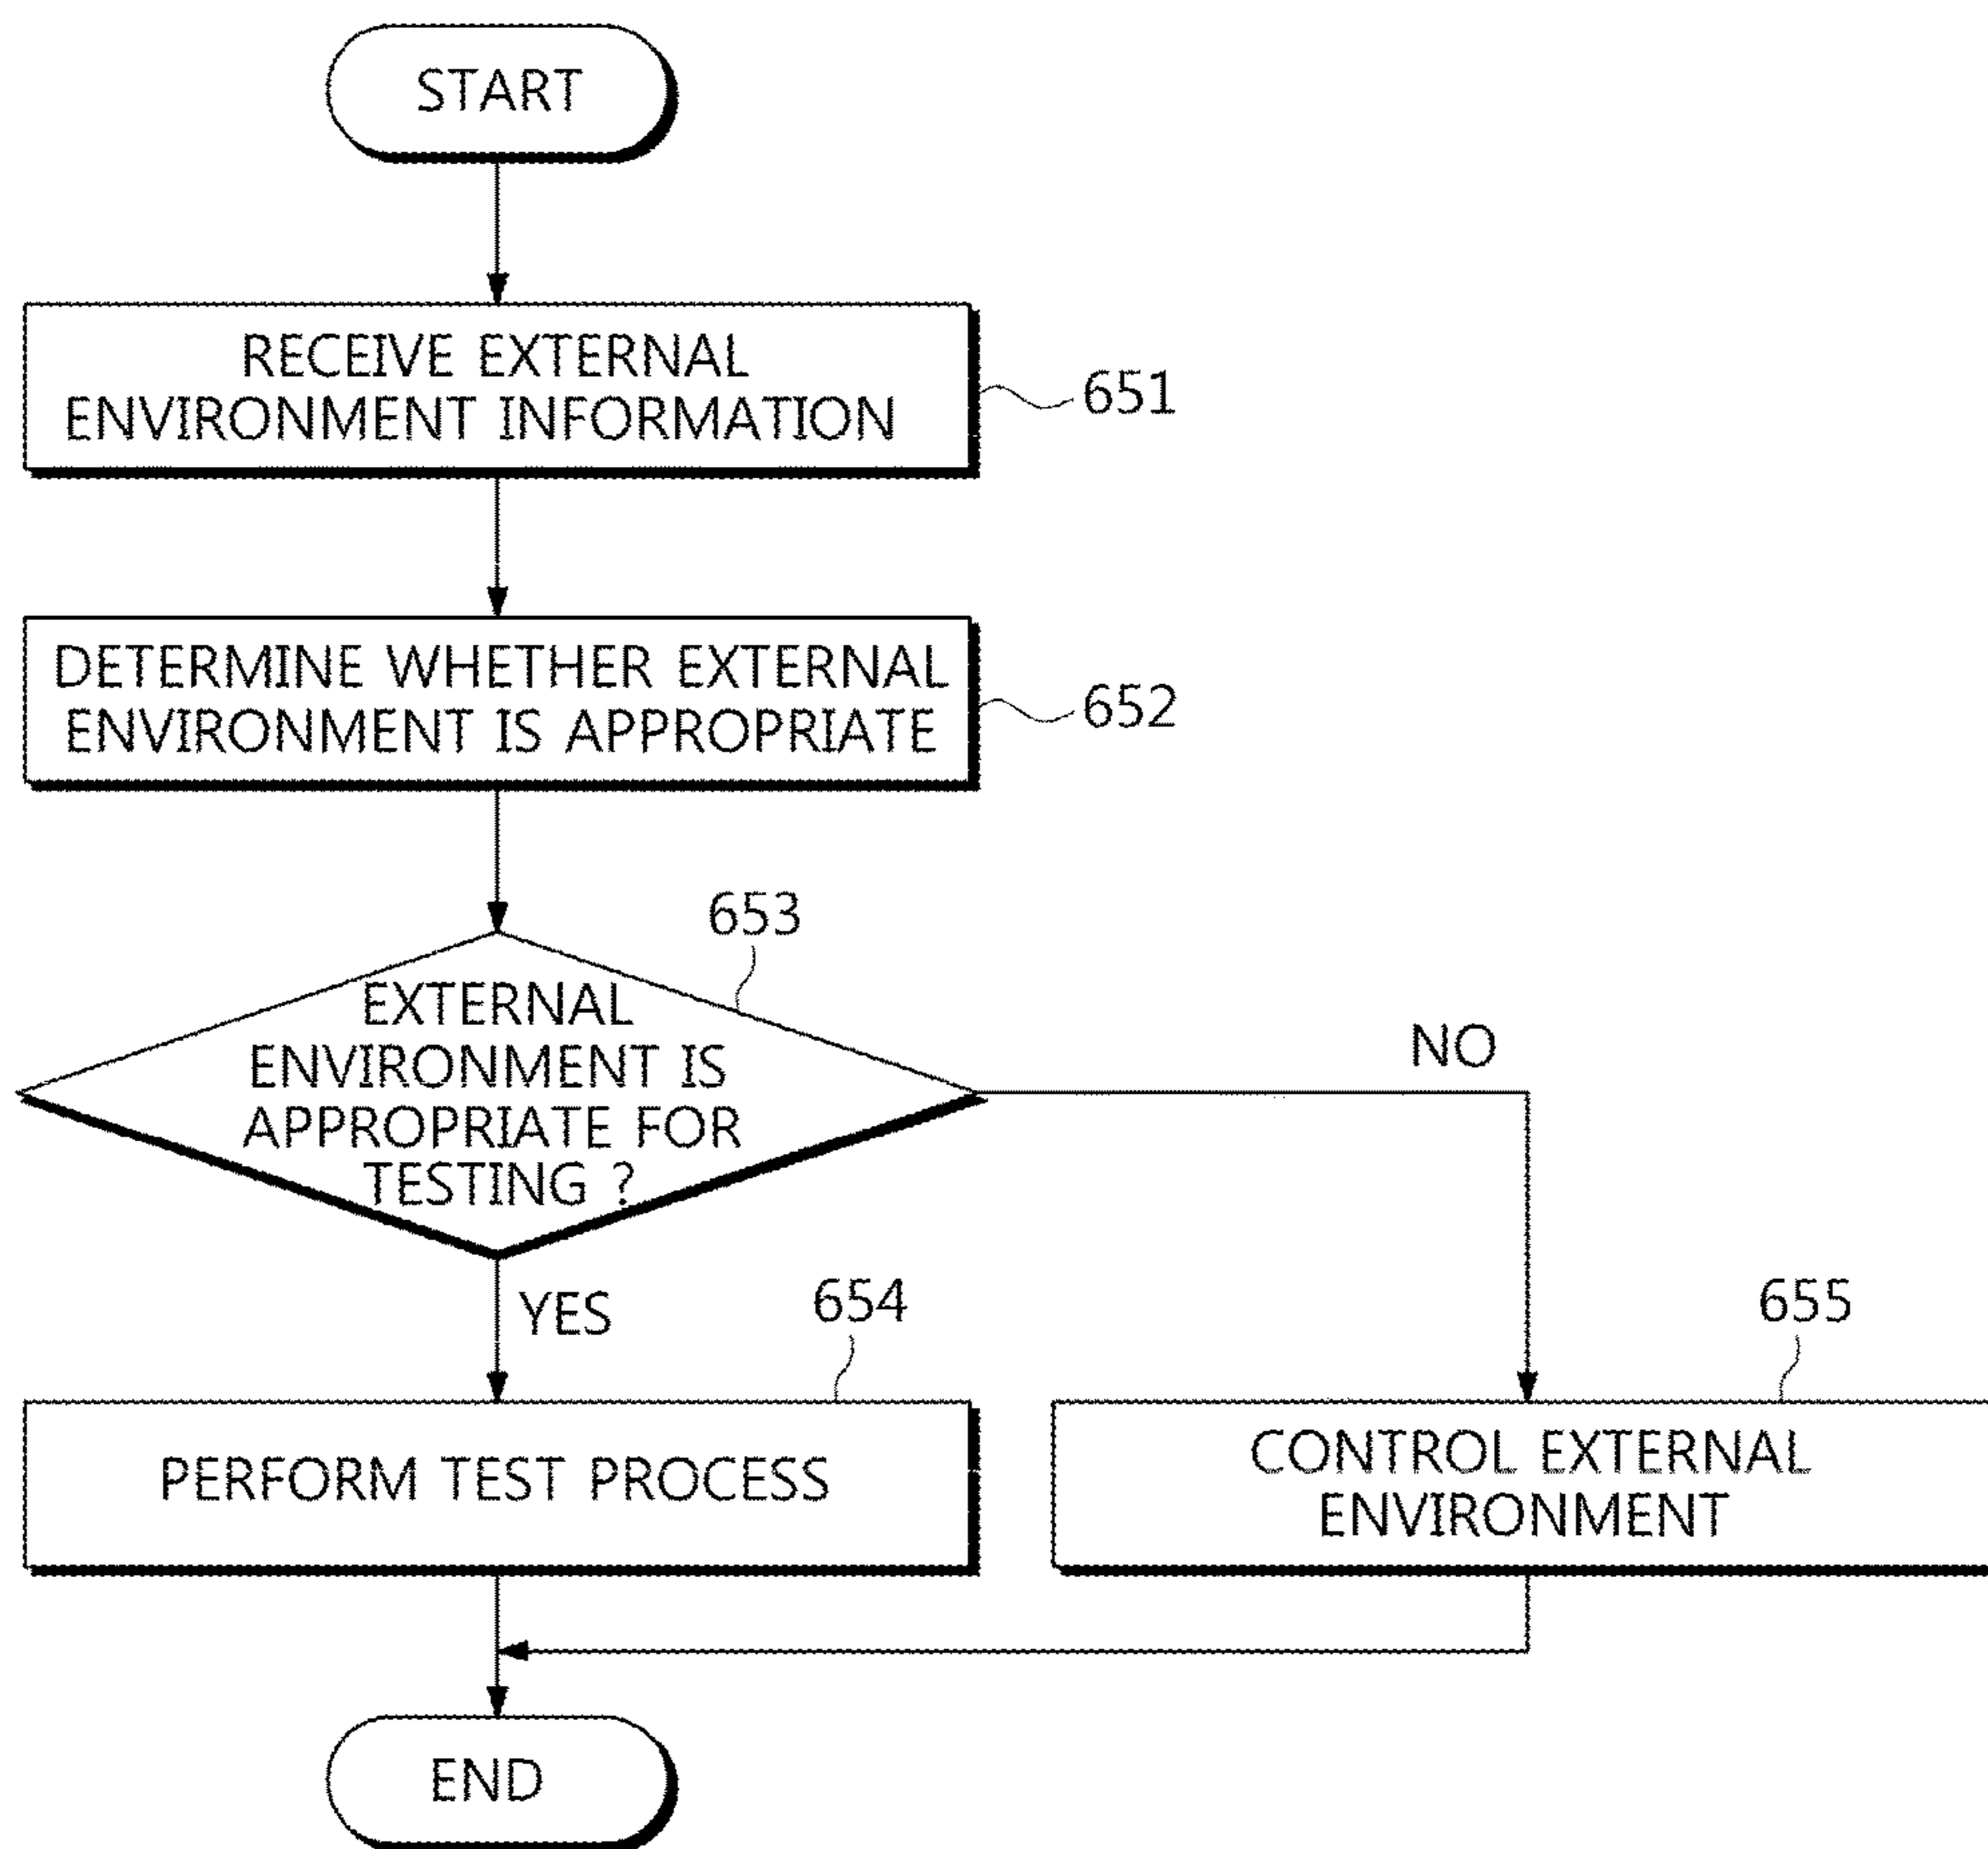 START
RECEIVE EXTERNAL
ENVIRONMENT INFORMATION
651
DETERMINE WHETHER EXTERNAL
ENVIRONMENT IS APPROPRIATE
652
653
EXTERNAL
ENVIRONMENT IS
APPROPRIATE FOR
TESTING ?
NO
YES
654
655
PERFORM TEST PROCESS
CONTROL EXTERNAL
ENVIRONMENT
END